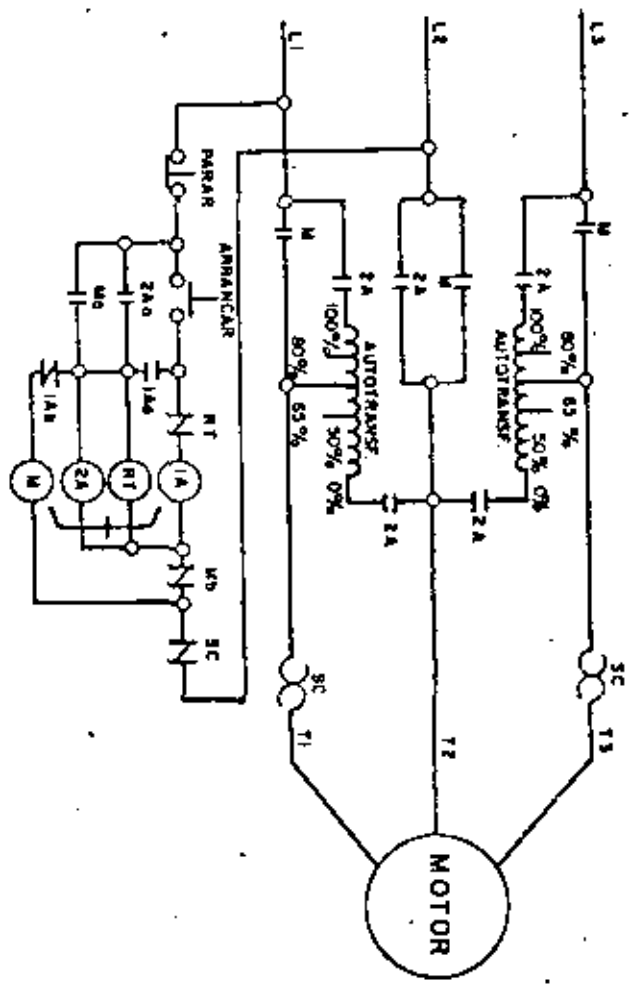 L1
L2
L3
PARAR
ARRANCAR
M
2A
2A
M
2A
M
100%
80%
65%
50%
0%
AUTOTRANSF.
100%
80%
65%
50%
0%
AUTOTRANSF.
2A
2A
Ma
2Aa
1Aa
1Ab
RT
M
2A
RT
1A
Mb
SC
SC
SC
T1
T2
T3
MOTOR